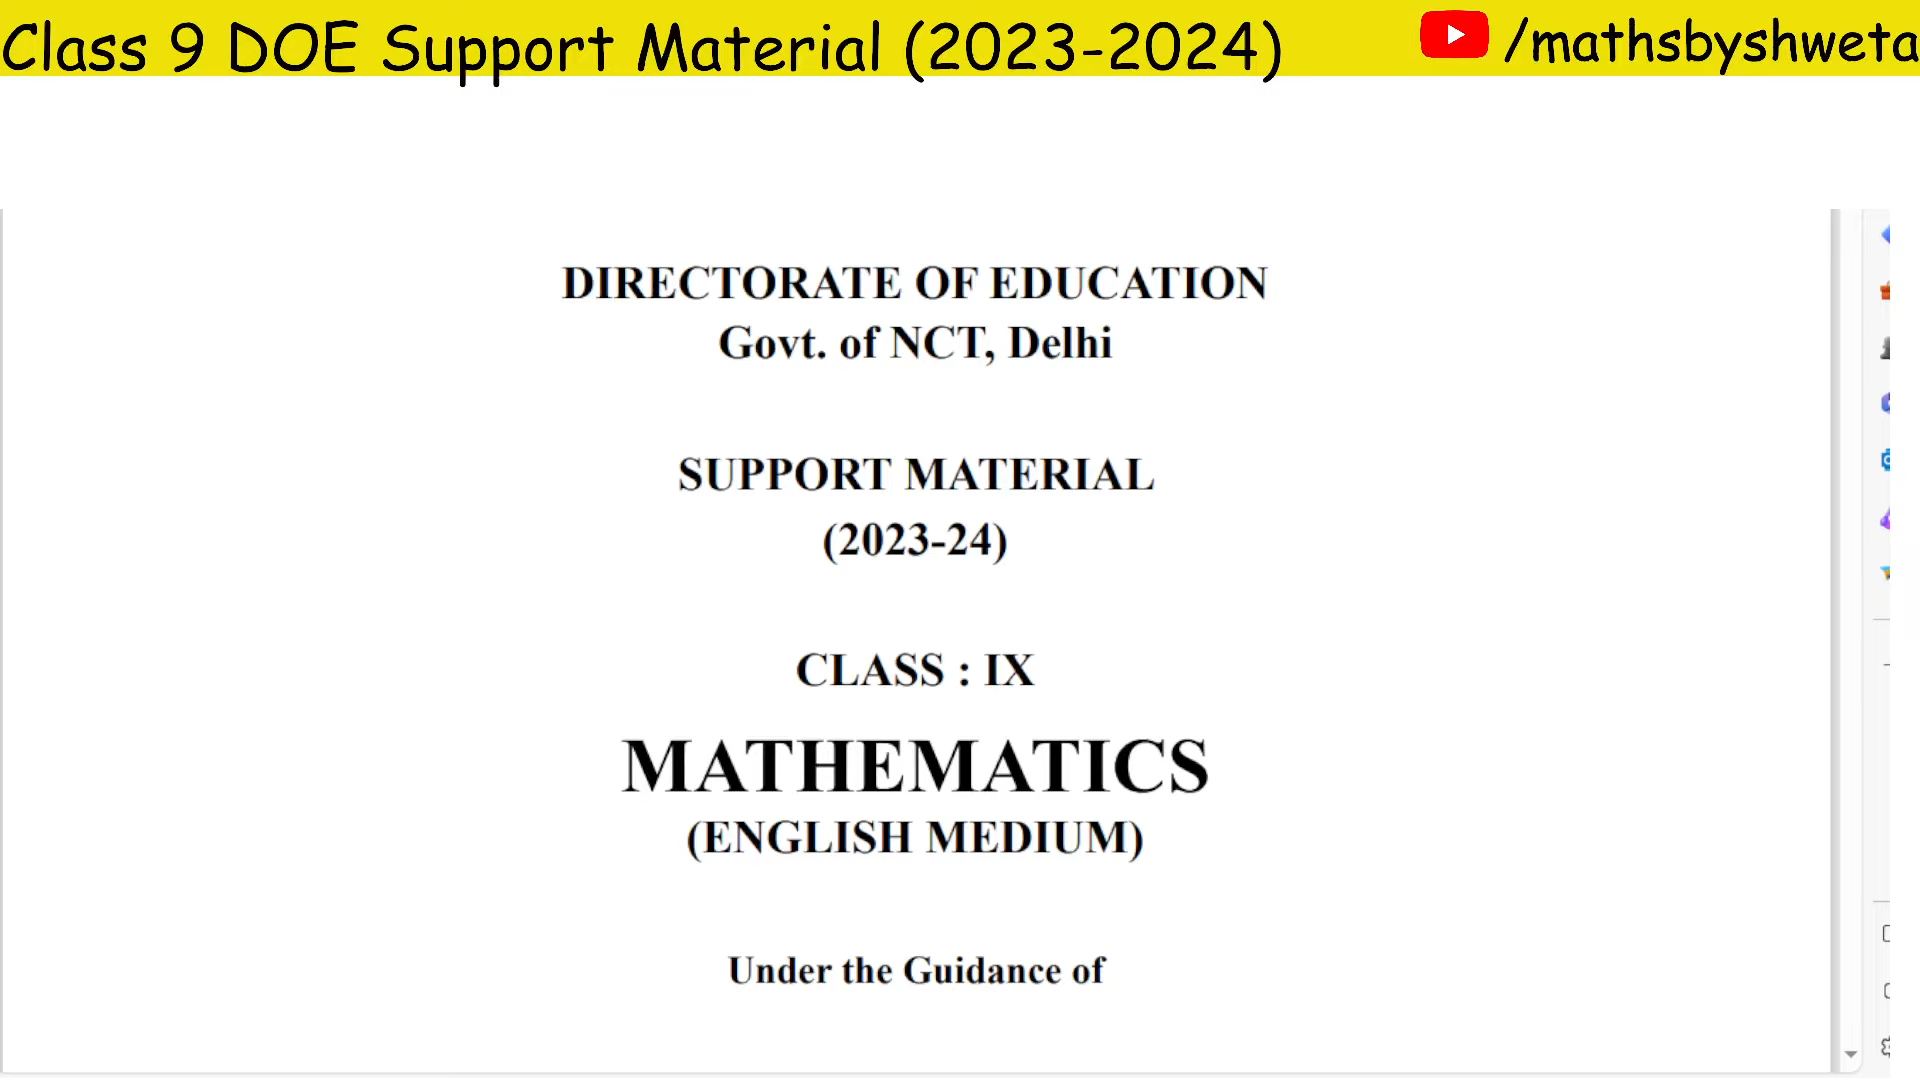 Class 9 DOE Support Material (2023-2024)
/mathsbyshweta
DIRECTORATE OF EDUCATION
Govt. of NCT, Delhi
SUPPORT MATERIAL
(2023-24)
CLASS : IX
MATHEMATICS
(ENGLISH MEDIUM)
Under the Guidance of